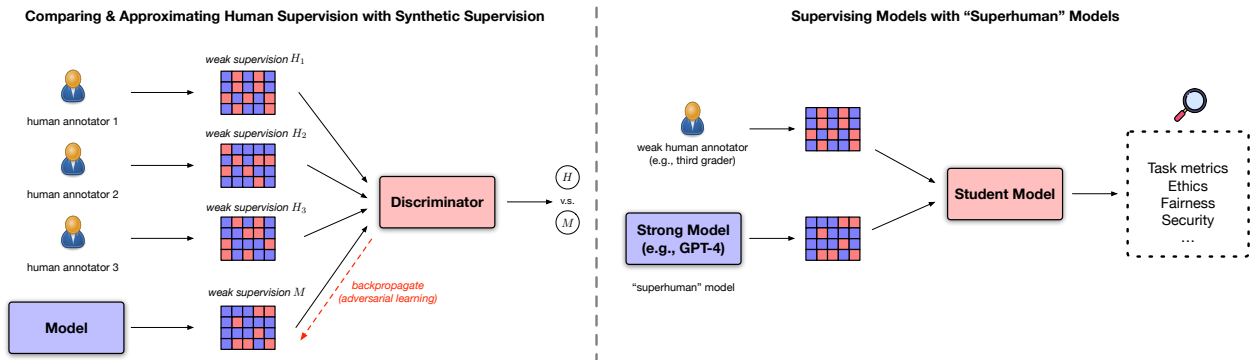 Comparing & Approximating Human Supervision with Synthetic Supervision
weak supervision H₁
human annotator 1
weak supervision H₂
human annotator 2
weak supervision H₃
human annotator 3
weak supervision M
Model
Discriminator
backpropagate
(adversarial learning)
H
v.s.
M
Supervising Models with “Superhuman” Models
weak human annotator
(e.g., third grader)
Strong Model
(e.g., GPT-4)
“superhuman” model
Student Model
Task metrics
Ethics
Fairness
Security
...